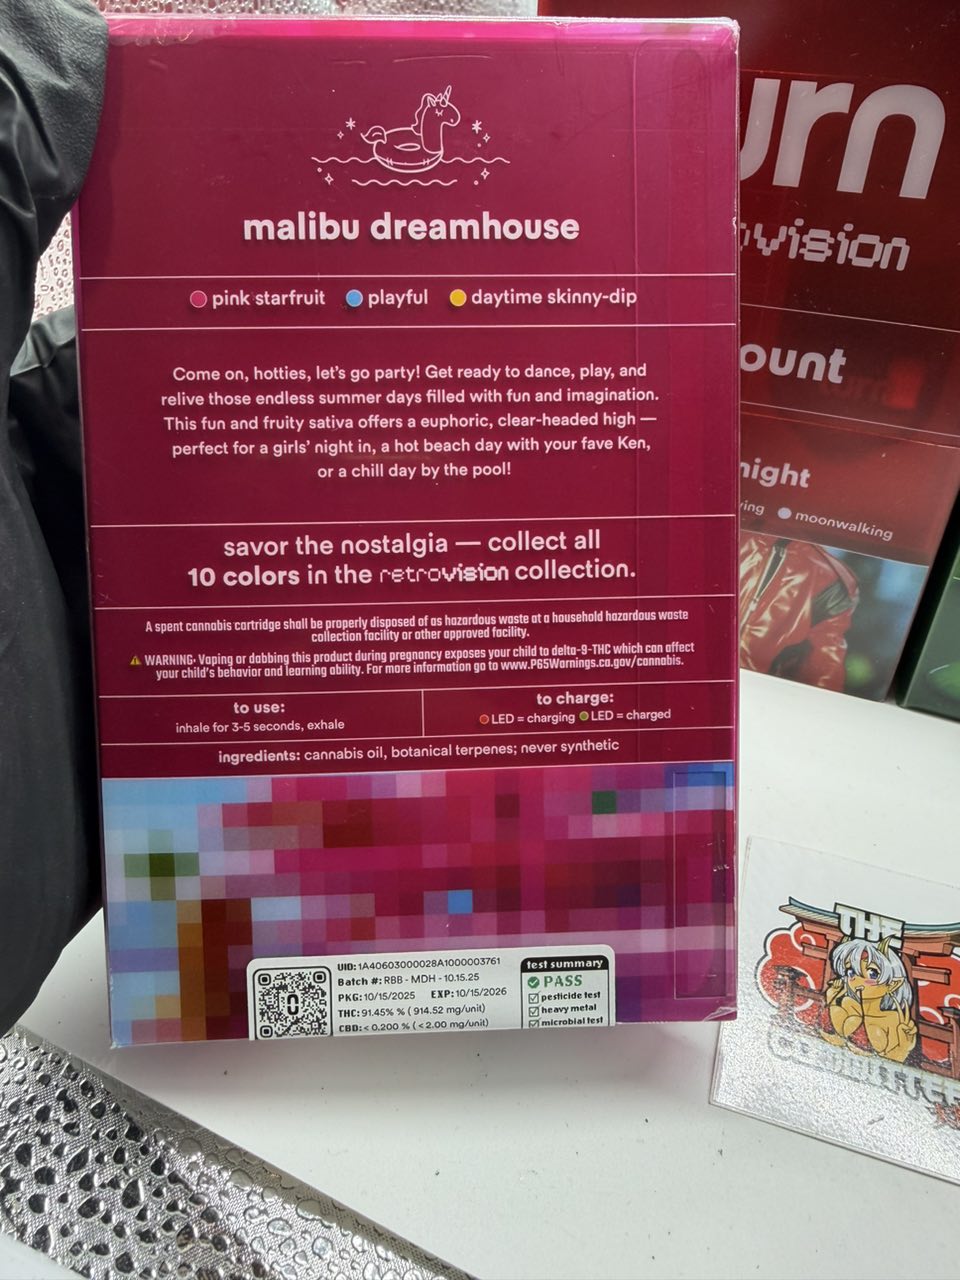 malibu dreamhouse
pink starfruit playful daytime skinny-dip
Come on, hotties, let's go party! Get ready to dance, play, and
relive those endless summer days filled with fun and imagination.
This fun and fruity sativa offers a euphoric, clear-headed high —
perfect for a girls' night in, a hot beach day with your fave Ken,
or a chill day by the pool!
savor the nostalgia — collect all
10 colors in the retrovision collection.
A spent cannabis cartridge shall be properly disposed of as hazardous waste at a household hazardous waste
collection facility or other approved facility.
WARNING: Vaping or dabbing this product during pregnancy exposes your child to delta-9-THC which can affect
your child's behavior and learning ability. For more information go to www.P65Warnings.ca.gov/cannabis.
to use:
inhale for 3-5 seconds, exhale
to charge:
LED = charging LED = charged
ingredients: cannabis oil, botanical terpenes; never synthetic
UID: 1A40603000028A1000003761
Batch #: RBB - MDH - 10.15.25
PKG: 10/15/2025 EXP: 10/15/2026
THC: 91.45% % ( 914.52 mg/unit)
CBD: < 0.200 % ( < 2.00 mg/unit)
test summary
PASS
pesticide test
heavy metal
microbial test
urn
vision
ount
night
ving moonwalking
THE
COMMITTEE